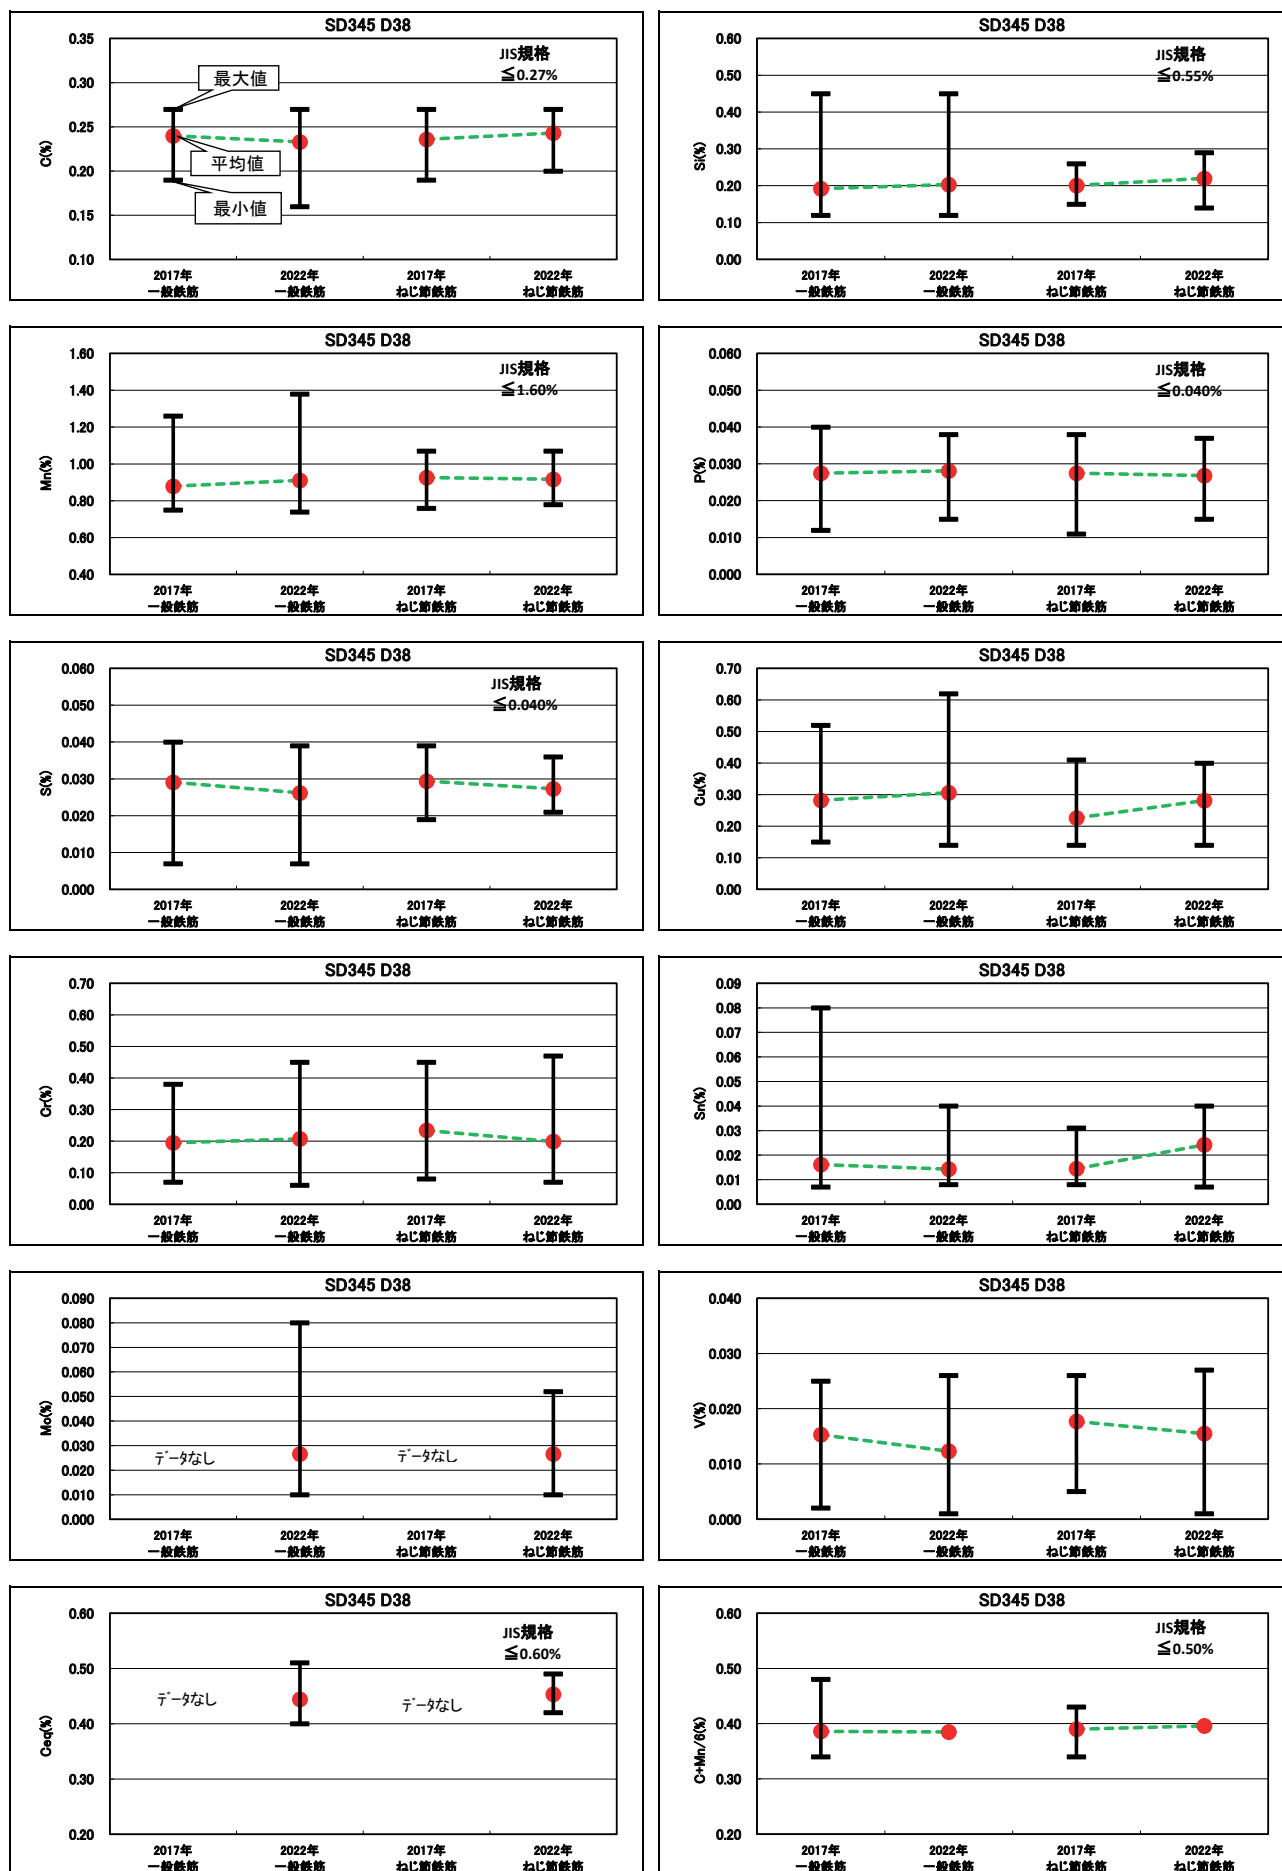 SD345 D38
JIS規格
≦0.27%
0.35
0.30
0.25
0.20
0.15
0.10
C(%)
最大値
平均値
最小値
2017年
一般鉄筋
2022年
一般鉄筋
2017年
ねじ節鉄筋
2022年
ねじ節鉄筋
SD345 D38
JIS規格
≦0.55%
0.60
0.50
0.40
0.30
0.20
0.10
0.00
Si(%)
2017年
一般鉄筋
2022年
一般鉄筋
2017年
ねじ節鉄筋
2022年
ねじ節鉄筋
SD345 D38
JIS規格
≦1.60%
1.60
1.40
1.20
1.00
0.80
0.60
0.40
Mn(%)
2017年
一般鉄筋
2022年
一般鉄筋
2017年
ねじ節鉄筋
2022年
ねじ節鉄筋
SD345 D38
JIS規格
≦0.040%
0.060
0.050
0.040
0.030
0.020
0.010
0.000
P(%)
2017年
一般鉄筋
2022年
一般鉄筋
2017年
ねじ節鉄筋
2022年
ねじ節鉄筋
SD345 D38
JIS規格
≦0.040%
0.060
0.050
0.040
0.030
0.020
0.010
0.000
S(%)
2017年
一般鉄筋
2022年
一般鉄筋
2017年
ねじ節鉄筋
2022年
ねじ節鉄筋
SD345 D38
0.70
0.60
0.50
0.40
0.30
0.20
0.10
0.00
Cu(%)
2017年
一般鉄筋
2022年
一般鉄筋
2017年
ねじ節鉄筋
2022年
ねじ節鉄筋
SD345 D38
0.70
0.60
0.50
0.40
0.30
0.20
0.10
0.00
Cr(%)
2017年
一般鉄筋
2022年
一般鉄筋
2017年
ねじ節鉄筋
2022年
ねじ節鉄筋
SD345 D38
0.09
0.08
0.07
0.06
0.05
0.04
0.03
0.02
0.01
0.00
Sn(%)
2017年
一般鉄筋
2022年
一般鉄筋
2017年
ねじ節鉄筋
2022年
ねじ節鉄筋
SD345 D38
0.090
0.080
0.070
0.060
0.050
0.040
0.030
0.020
0.010
0.000
Mo(%)
データなし
データなし
2017年
一般鉄筋
2022年
一般鉄筋
2017年
ねじ節鉄筋
2022年
ねじ節鉄筋
SD345 D38
0.040
0.030
0.020
0.010
0.000
V(%)
2017年
一般鉄筋
2022年
一般鉄筋
2017年
ねじ節鉄筋
2022年
ねじ節鉄筋
SD345 D38
JIS規格
≦0.60%
0.60
0.50
0.40
0.30
0.20
Ceq(%)
データなし
データなし
2017年
一般鉄筋
2022年
一般鉄筋
2017年
ねじ節鉄筋
2022年
ねじ節鉄筋
SD345 D38
JIS規格
≦0.50%
0.60
0.50
0.40
0.30
0.20
C+Mn/6(%)
2017年
一般鉄筋
2022年
一般鉄筋
2017年
ねじ節鉄筋
2022年
ねじ節鉄筋